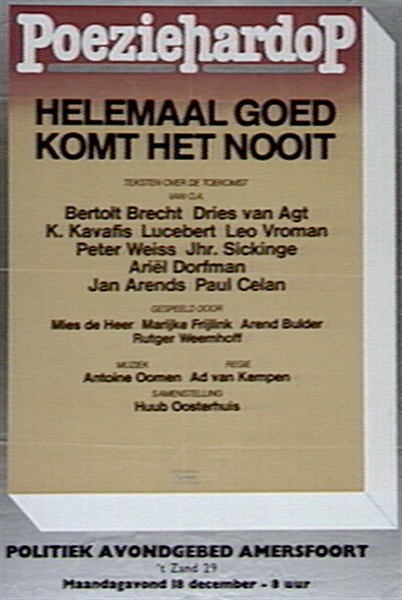 PoeziehardoP
HELEMAAL GOED
KOMT HET NOOIT
TEKSTEN OVER DE TOEKOMST
VAN O.A.
Bertolt Brecht Dries van Agt
K. Kavafis Lucebert Leo Vroman
Peter Weiss Jhr. Sickinge
Ariël Dorfman
Jan Arends Paul Celan
GESPEELD DOOR
Mies de Heer Marijke Frijlink Arend Bulder
Rutger Weemhoff
MUZIEK REGIE
Antoine Oomen Ad van Kempen
SAMENSTELLING
Huub Oosterhuis
POLITIEK AVONDGEBED AMERSFOORT
't Zand 29
Maandagavond 18 december - 8 uur